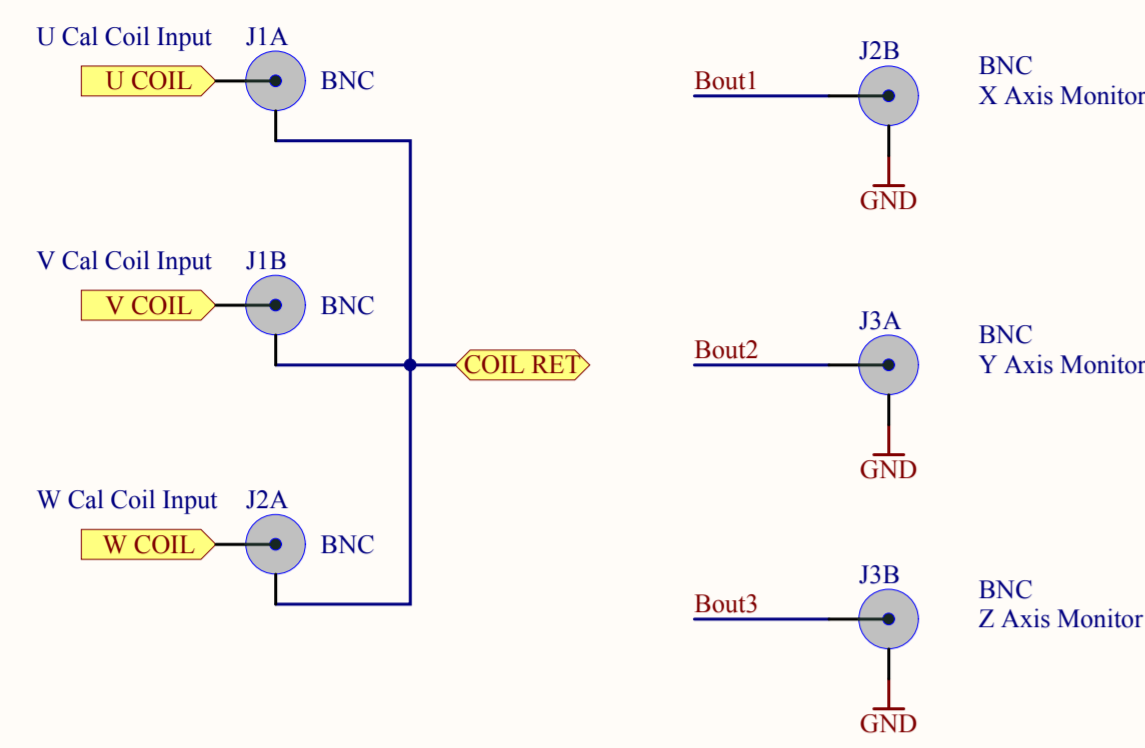 U Cal Coil Input
J1A
U COIL
BNC
V Cal Coil Input
J1B
V COIL
BNC
COIL RET
W Cal Coil Input
J2A
W COIL
BNC
J2B
Bout1
BNC
X Axis Monitor
GND
J3A
Bout2
BNC
Y Axis Monitor
GND
J3B
Bout3
BNC
Z Axis Monitor
GND